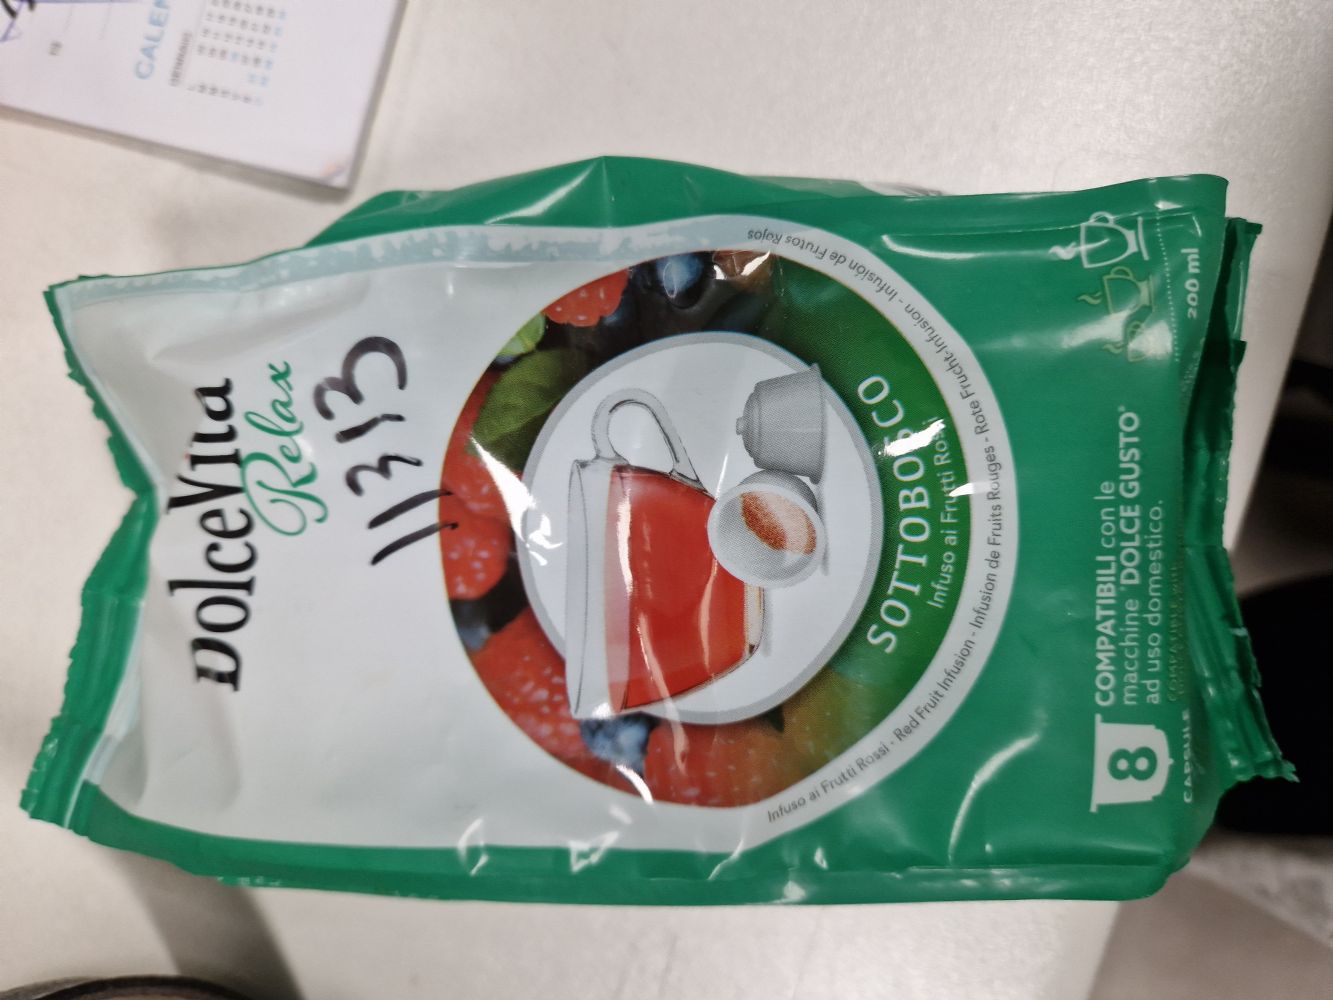 DolceVita
Relax
11313
SOTTOBOSCO
Infuso ai Frutti Rossi
Infuso ai Frutti Rossi - Red Fruit Infusion - Infusion de Fruits Rouges - Rote Frucht-Infusion - Infusión de Frutos Rojos
8
CAPSULE
COMPATIBILI con le
macchine DOLCE GUSTO*
ad uso domestico.
200 ml